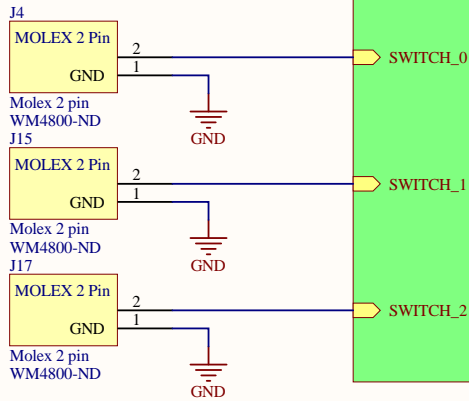 J4
MOLEX 2 Pin
2
SWITCH_0
GND
1
Molex 2 pin
WM4800-ND
GND
J15
MOLEX 2 Pin
2
SWITCH_1
GND
1
Molex 2 pin
WM4800-ND
GND
J17
MOLEX 2 Pin
2
SWITCH_2
GND
1
Molex 2 pin
WM4800-ND
GND